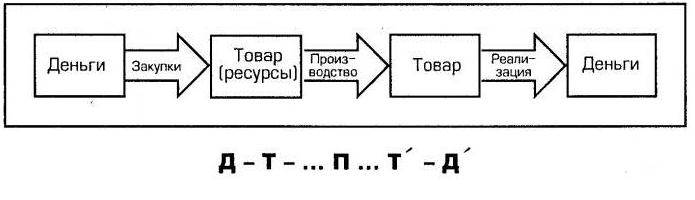 Деньги
Закупки
Товар
(ресурсы)
Произ-
водство
Товар
Реали-
зация
Деньги
Д – Т – ... П ... Т´ – Д´